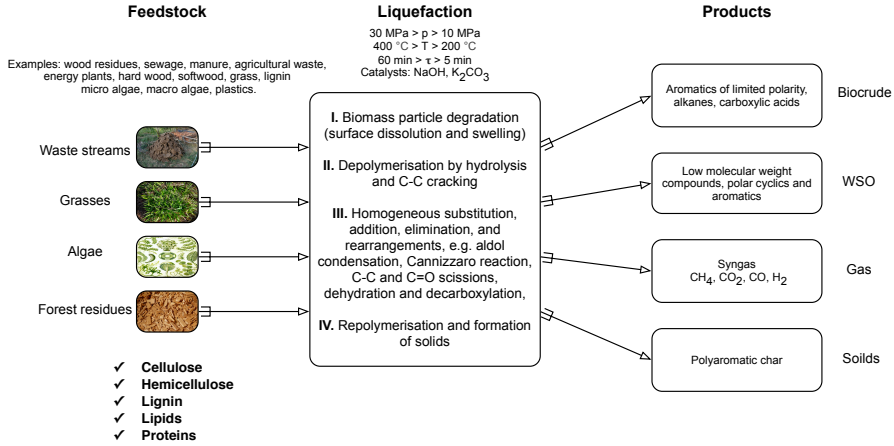 Feedstock
Liquefaction
Products
Examples: wood residues, sewage, manure, agricultural waste,
energy plants, hard wood, softwood, grass, lignin
micro algae, macro algae, plastics.
Waste streams
Grasses
Algae
Forest residues
✓ Cellulose
✓ Hemicellulose
✓ Lignin
✓ Lipids
✓ Proteins
30 MPa > p > 10 MPa
400 °C > T > 200 °C
60 min > τ > 5 min
Catalysts: NaOH, K₂CO₃
I. Biomass particle degradation
(surface dissolution and swelling)
II. Depolymerisation by hydrolysis
and C-C cracking
III. Homogeneous substitution,
addition, elimination, and
rearrangements, e.g. aldol
condensation, Cannizzaro reaction,
C-C and C=O scissions,
dehydration and decarboxylation,
IV. Repolymerisation and formation
of solids
Aromatics of limited polarity,
alkanes, carboxylic acids
Biocrude
Low molecular weight
compounds, polar cyclics and
aromatics
WSO
Syngas
CH₄, CO₂, CO, H₂
Gas
Polyaromatic char
Soilds